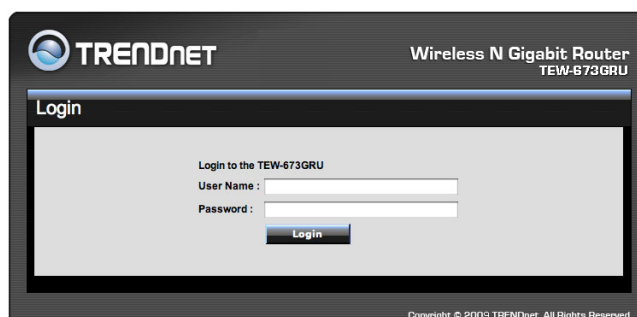 TRENDNET
Wireless N Gigabit Router
TEW-673GRU
Login
Login to the TEW-673GRU
User Name :
Password :
Login
Copyright © 2009 TRENDnet. All Rights Reserved.